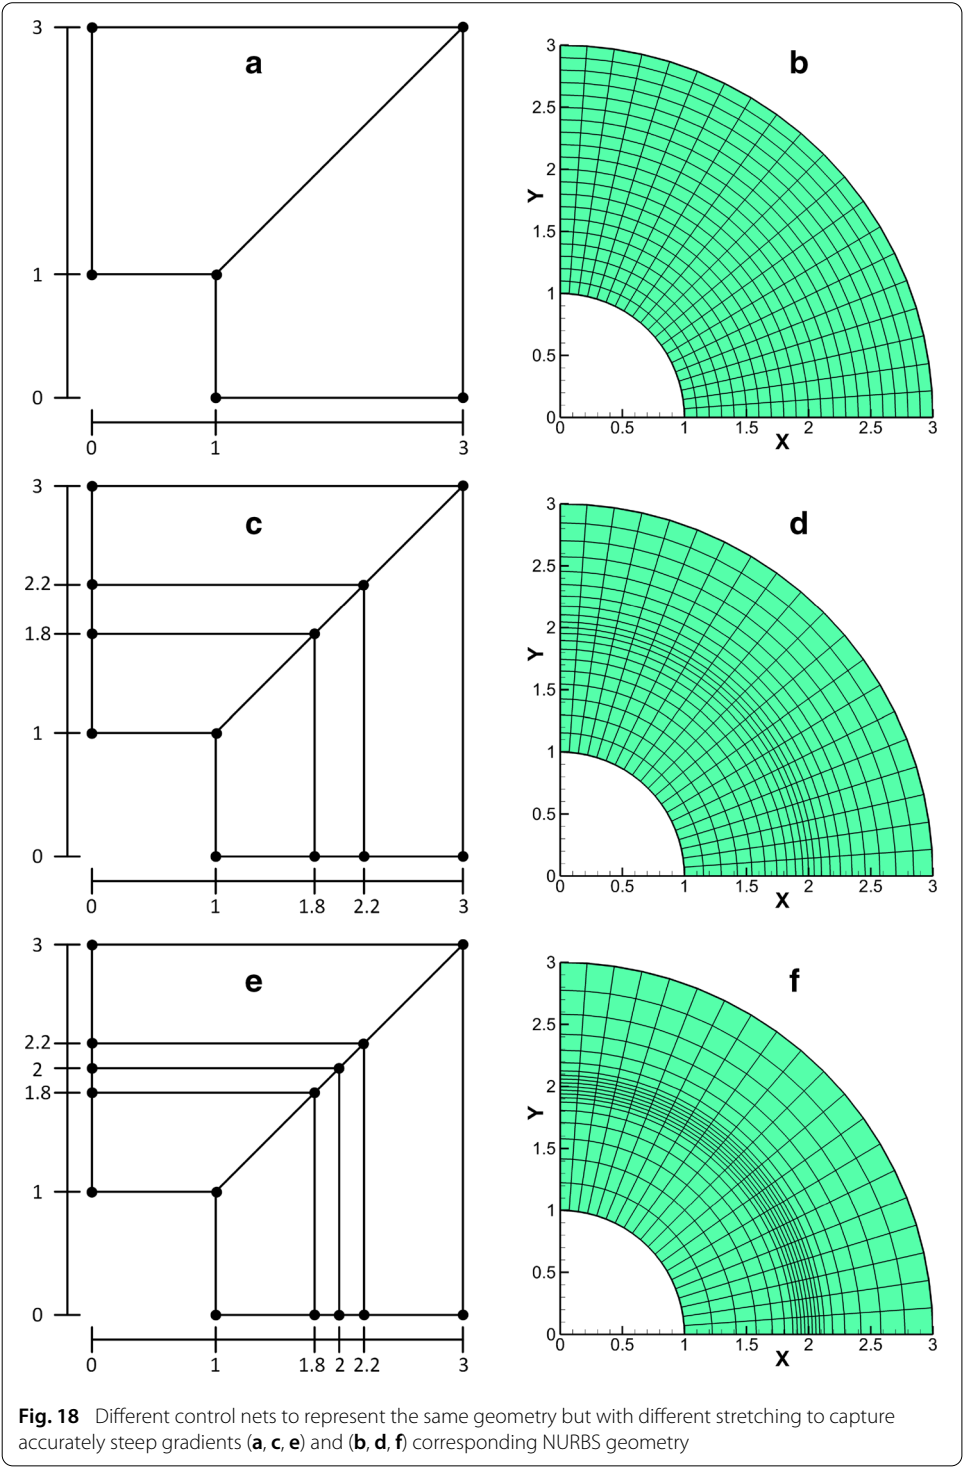 3
a
1
0
0 1 3
b
3
2.5
2
1.5
1
0.5
0
Y
0 0.5 1 1.5 2 2.5 3
X
3
c
2.2
1.8
1
0
0 1 1.8 2.2 3
d
3
2.5
2
1.5
1
0.5
0
Y
0 0.5 1 1.5 2 2.5 3
X
3
e
2.2
2
1.8
1
0
0 1 1.8 2 2.2 3
f
3
2.5
2
1.5
1
0.5
0
Y
0 0.5 1 1.5 2 2.5 3
X
Fig. 18 Different control nets to represent the same geometry but with different stretching to capture
accurately steep gradients (a, c, e) and (b, d, f) corresponding NURBS geometry